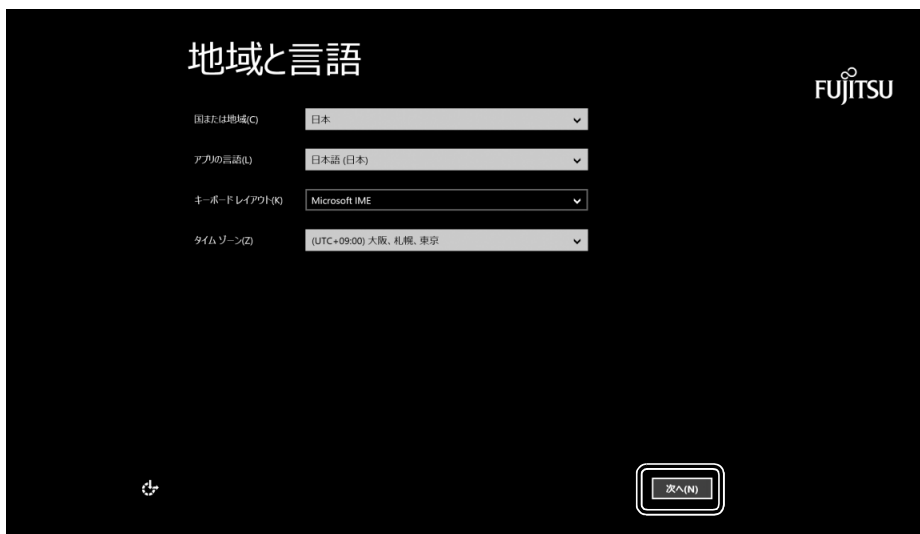 地域と言語
FUJITSU
国または地域(C)
日本
アプリの言語(L)
日本語 (日本)
キーボード レイアウト(K)
Microsoft IME
タイム ゾーン(Z)
(UTC+09:00) 大阪、札幌、東京
次へ(N)